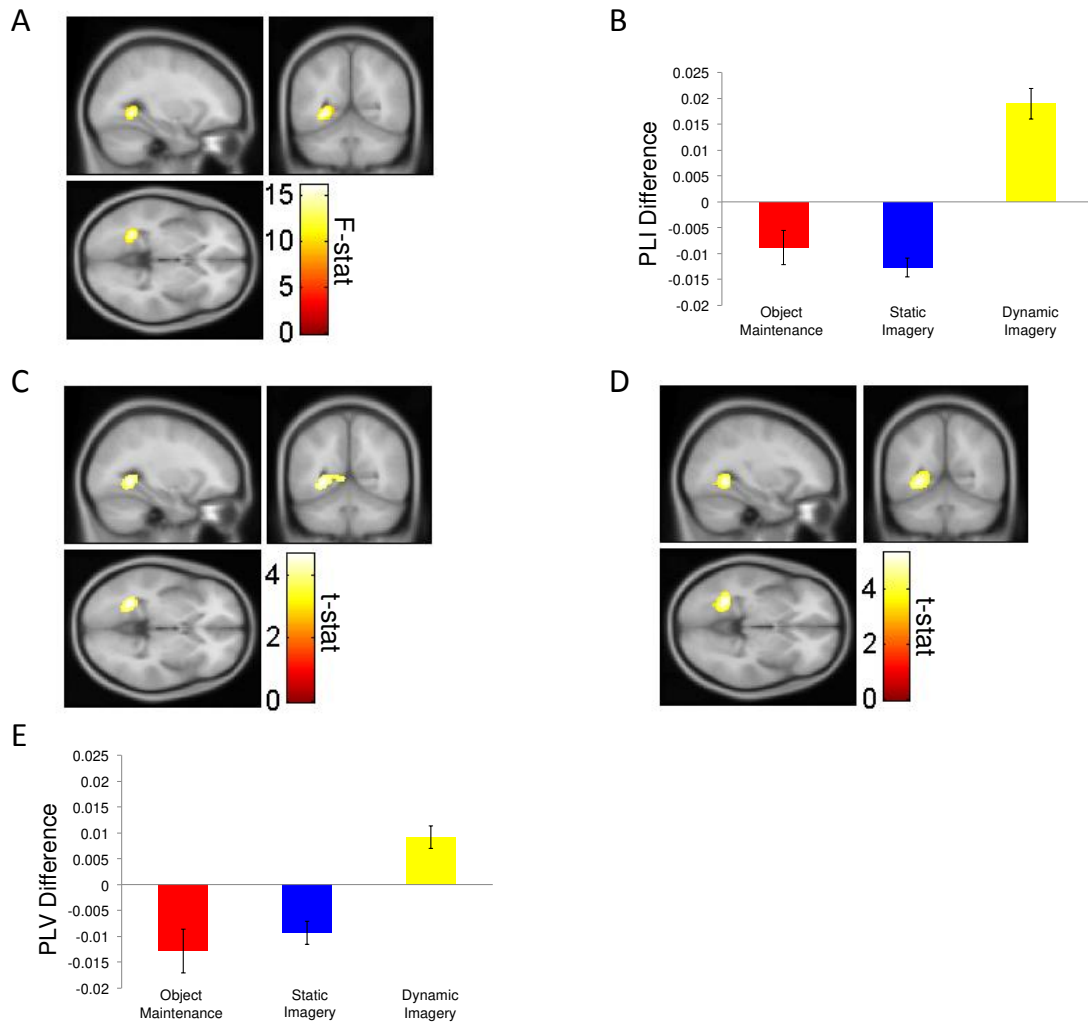 A
15
10
5
0
F-stat
B
0.025
0.02
0.015
0.01
0.005
0
-0.005
-0.01
-0.015
-0.02
PLI Difference
Object
Maintenance
Static
Imagery
Dynamic
Imagery
C
4
2
0
t-stat
D
4
2
0
t-stat
E
0.025
0.02
0.015
0.01
0.005
0
-0.005
-0.01
-0.015
-0.02
PLV Difference
Object
Maintenance
Static
Imagery
Dynamic
Imagery